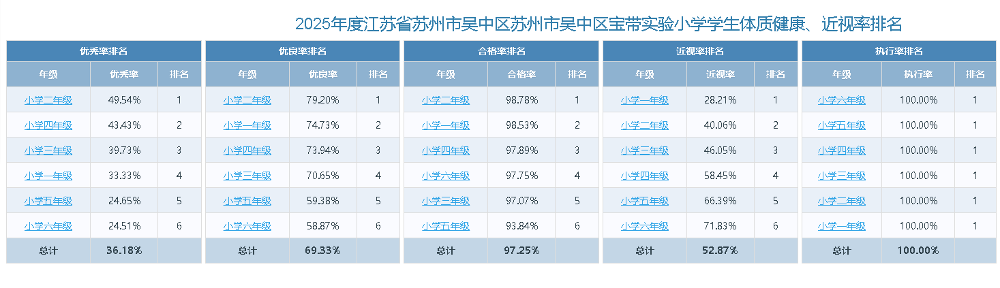 2025年度江苏省苏州市吴中区苏州市吴中区宝带实验小学学生体质健康、近视率排名
优秀率排名 优良率排名 合格率排名 近视率排名 执行率排名
年级 优秀率 排名 年级 优良率 排名 年级 合格率 排名 年级 近视率 排名 年级 执行率 排名
小学二年级 49.54% 1 小学二年级 79.20% 1 小学二年级 98.78% 1 小学一年级 28.21% 1 小学六年级 100.00% 1
小学四年级 43.43% 2 小学一年级 74.73% 2 小学一年级 98.53% 2 小学二年级 40.06% 2 小学五年级 100.00% 1
小学三年级 39.73% 3 小学四年级 73.94% 3 小学四年级 97.89% 3 小学三年级 46.05% 3 小学四年级 100.00% 1
小学一年级 33.33% 4 小学三年级 70.65% 4 小学六年级 97.75% 4 小学四年级 58.45% 4 小学三年级 100.00% 1
小学五年级 24.65% 5 小学五年级 59.38% 5 小学三年级 97.07% 5 小学五年级 66.39% 5 小学二年级 100.00% 1
小学六年级 24.51% 6 小学六年级 58.87% 6 小学五年级 93.84% 6 小学六年级 71.83% 6 小学一年级 100.00% 1
总计 36.18% 总计 69.33% 总计 97.25% 总计 52.87% 总计 100.00%